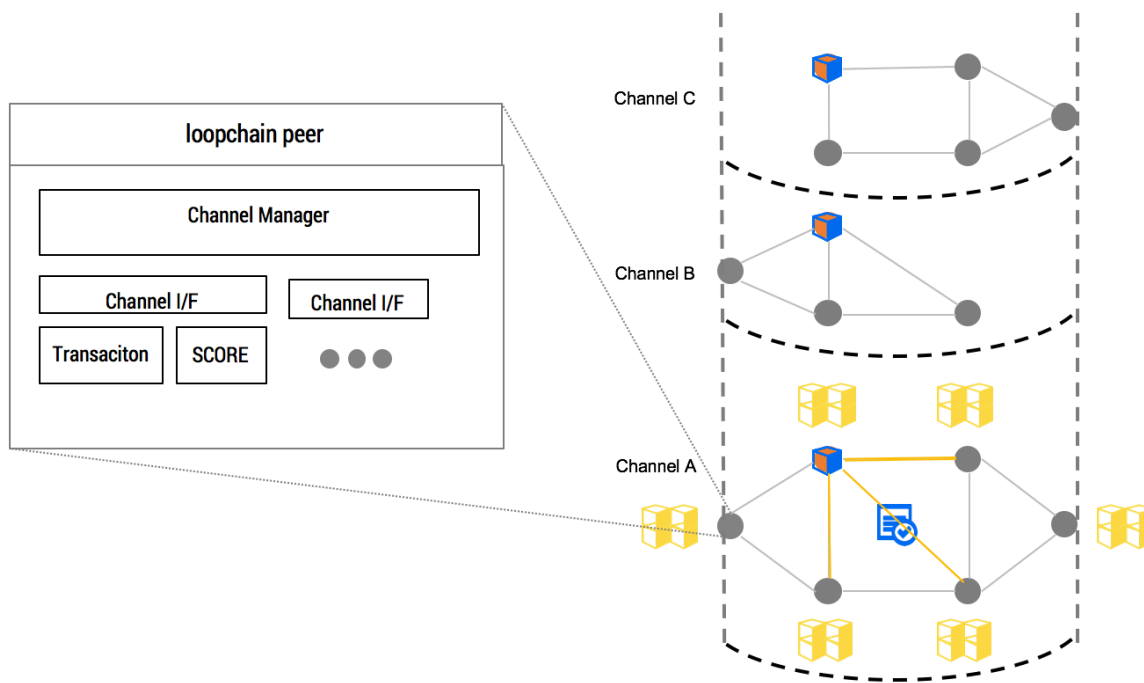 loopchain peer
Channel Manager
Channel I/F
Channel I/F
Transaciton
SCORE
Channel C
Channel B
Channel A